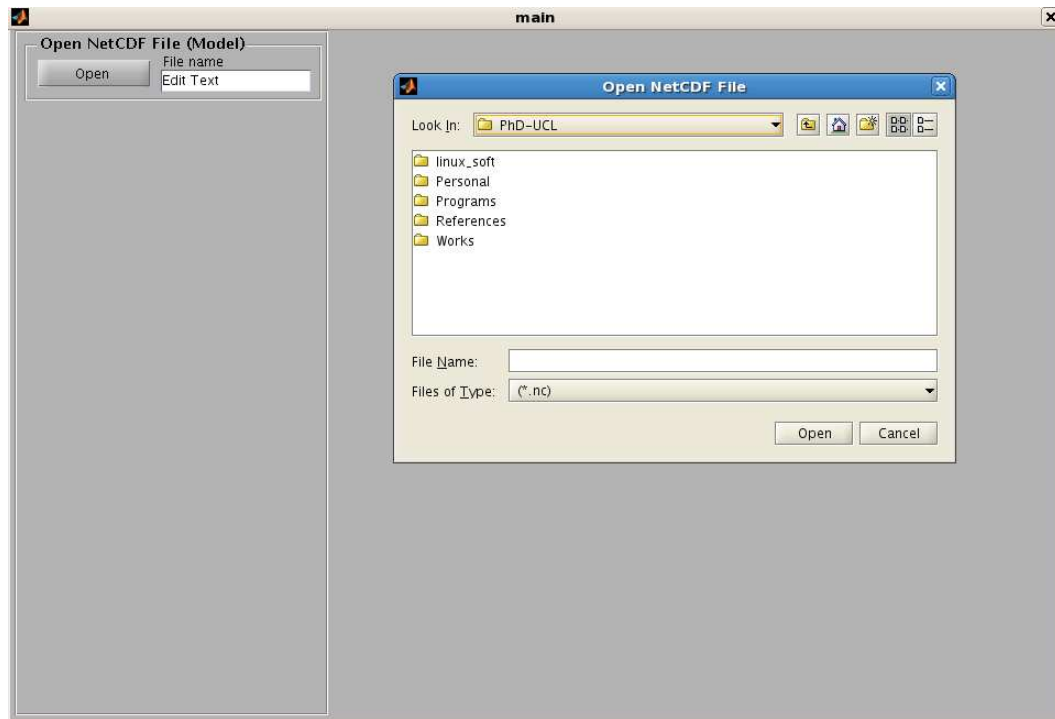 main
Open NetCDF File (Model)
File name
Open
Edit Text
Open NetCDF File
Look In: PhD-UCL
linux_soft
Personal
Programs
References
Works
File Name:
Files of Type: (*.nc)
Open Cancel